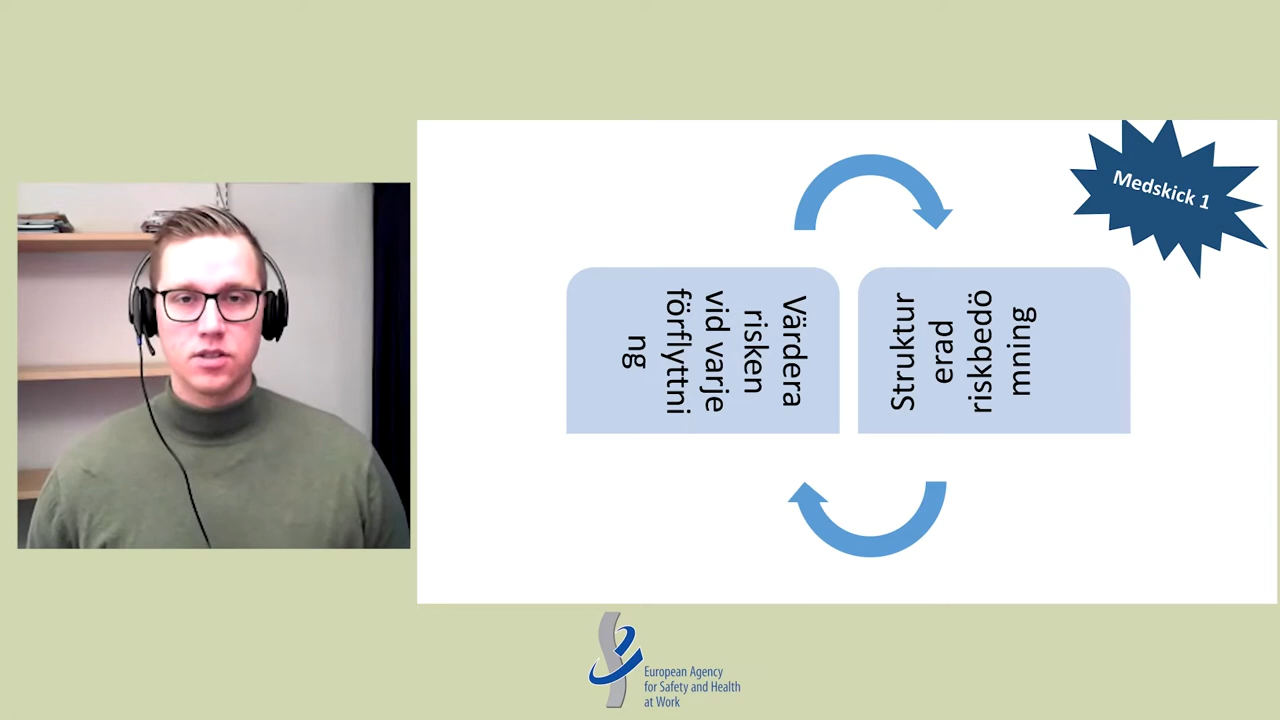 Medskick 1
Värdera
risken
vid varje
förflyttni
ng
Struktur
erad
riskbedö
mning
European Agency
for Safety and Health
at Work